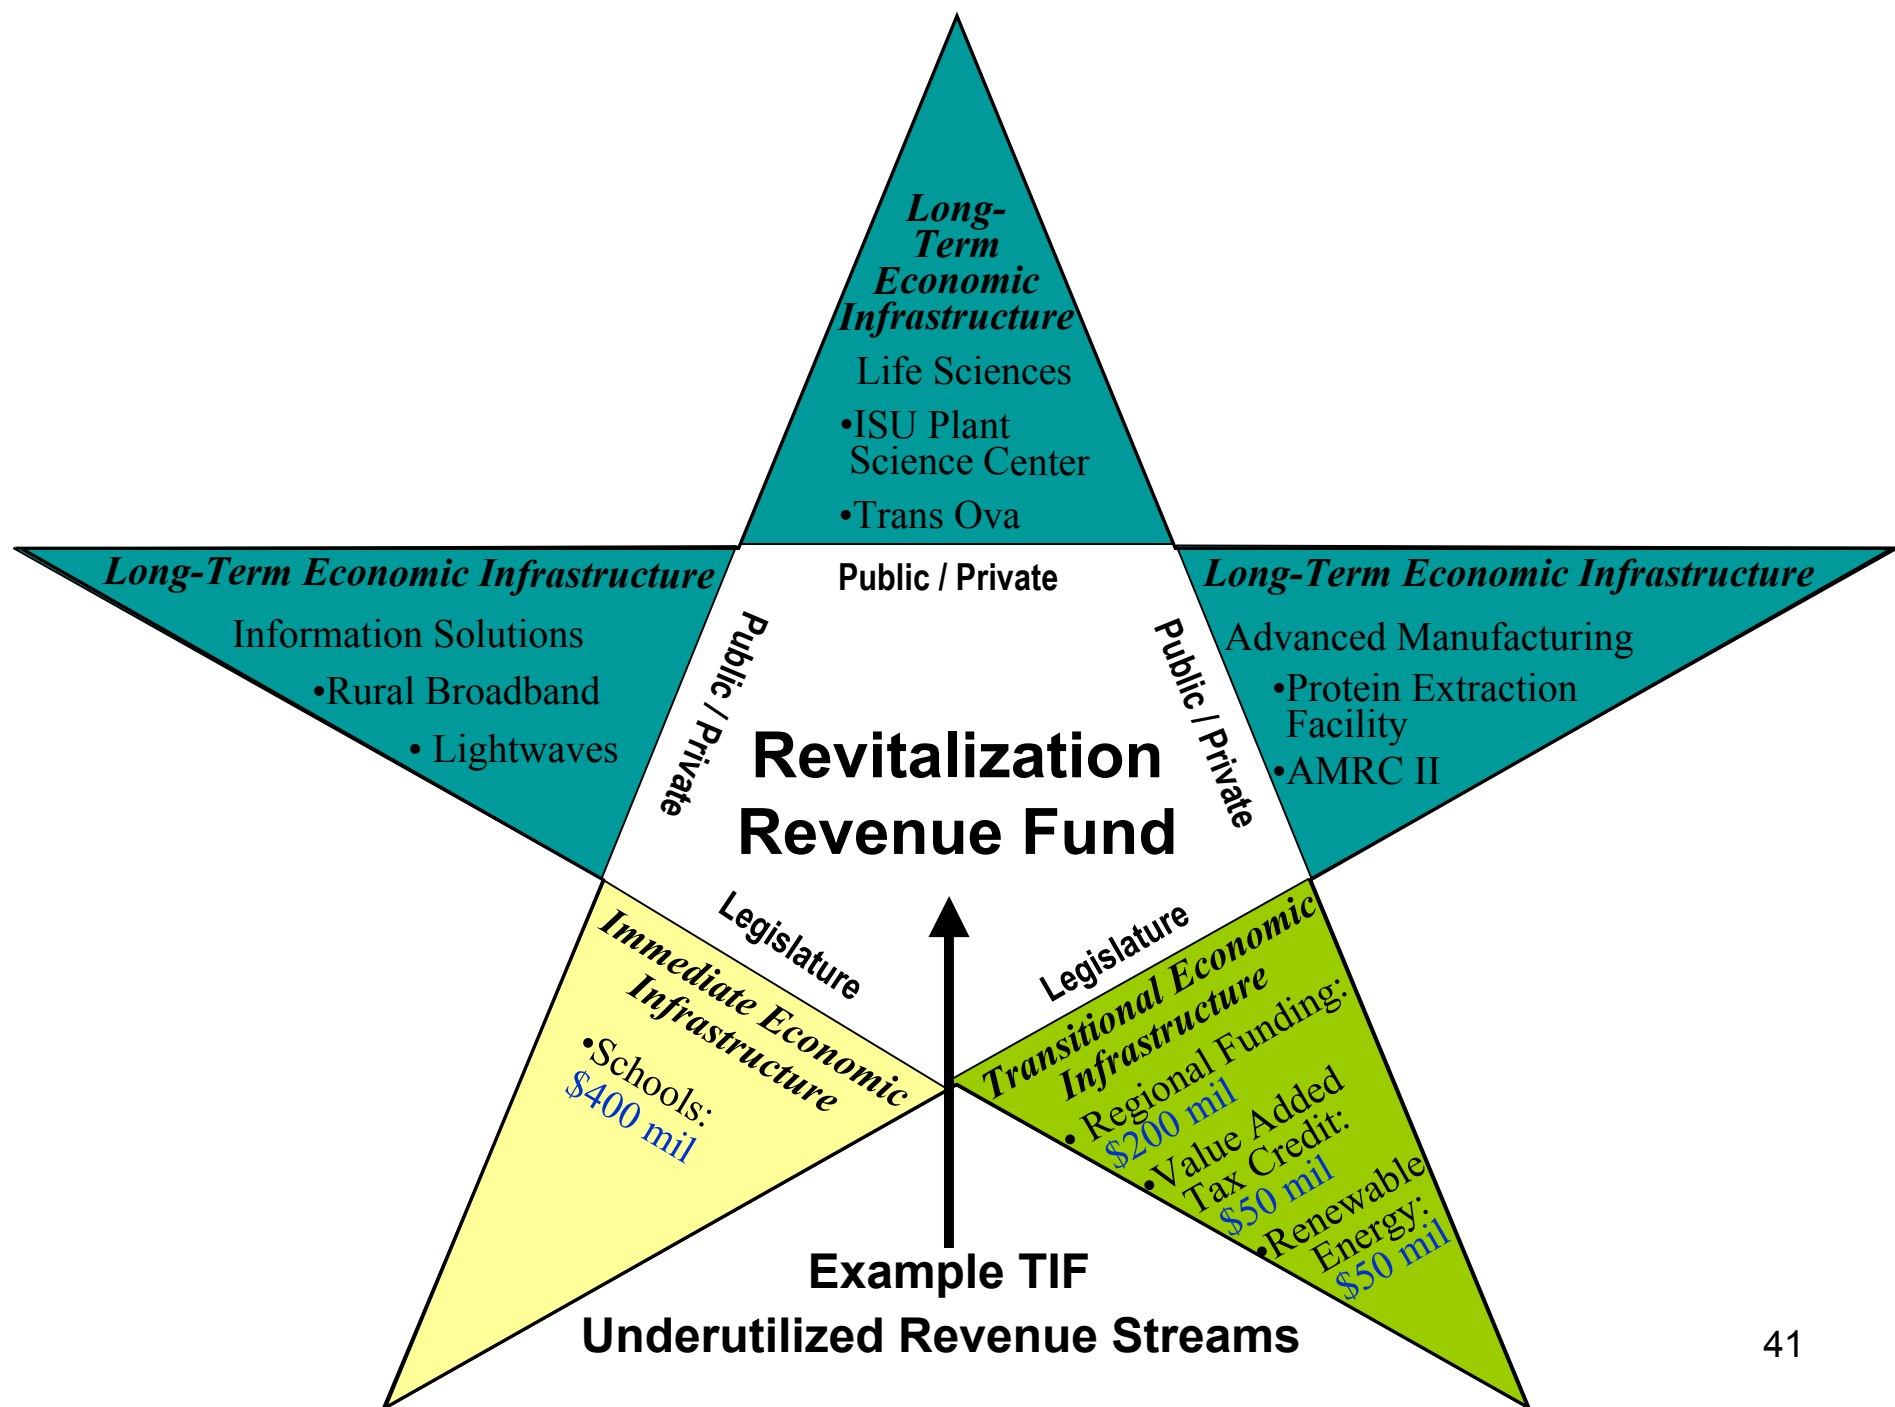 Long-
Term
Economic
Infrastructure
Life Sciences
•ISU Plant
Science Center
•Trans Ova
Long-Term Economic Infrastructure
Information Solutions
•Rural Broadband
• Lightwaves
Public / Private
Public / Private
Public / Private
Long-Term Economic Infrastructure
Advanced Manufacturing
•Protein Extraction
Facility
•AMRC II
Revitalization
Revenue Fund
Legislature
Legislature
Immediate Economic
Infrastructure
•Schools:
$400 mil
Transitional Economic
Infrastructure
• Regional Funding:
$200 mil
•Value Added
Tax Credit:
$50 mil
•Renewable
Energy:
$50 mil
Example TIF
Underutilized Revenue Streams
41